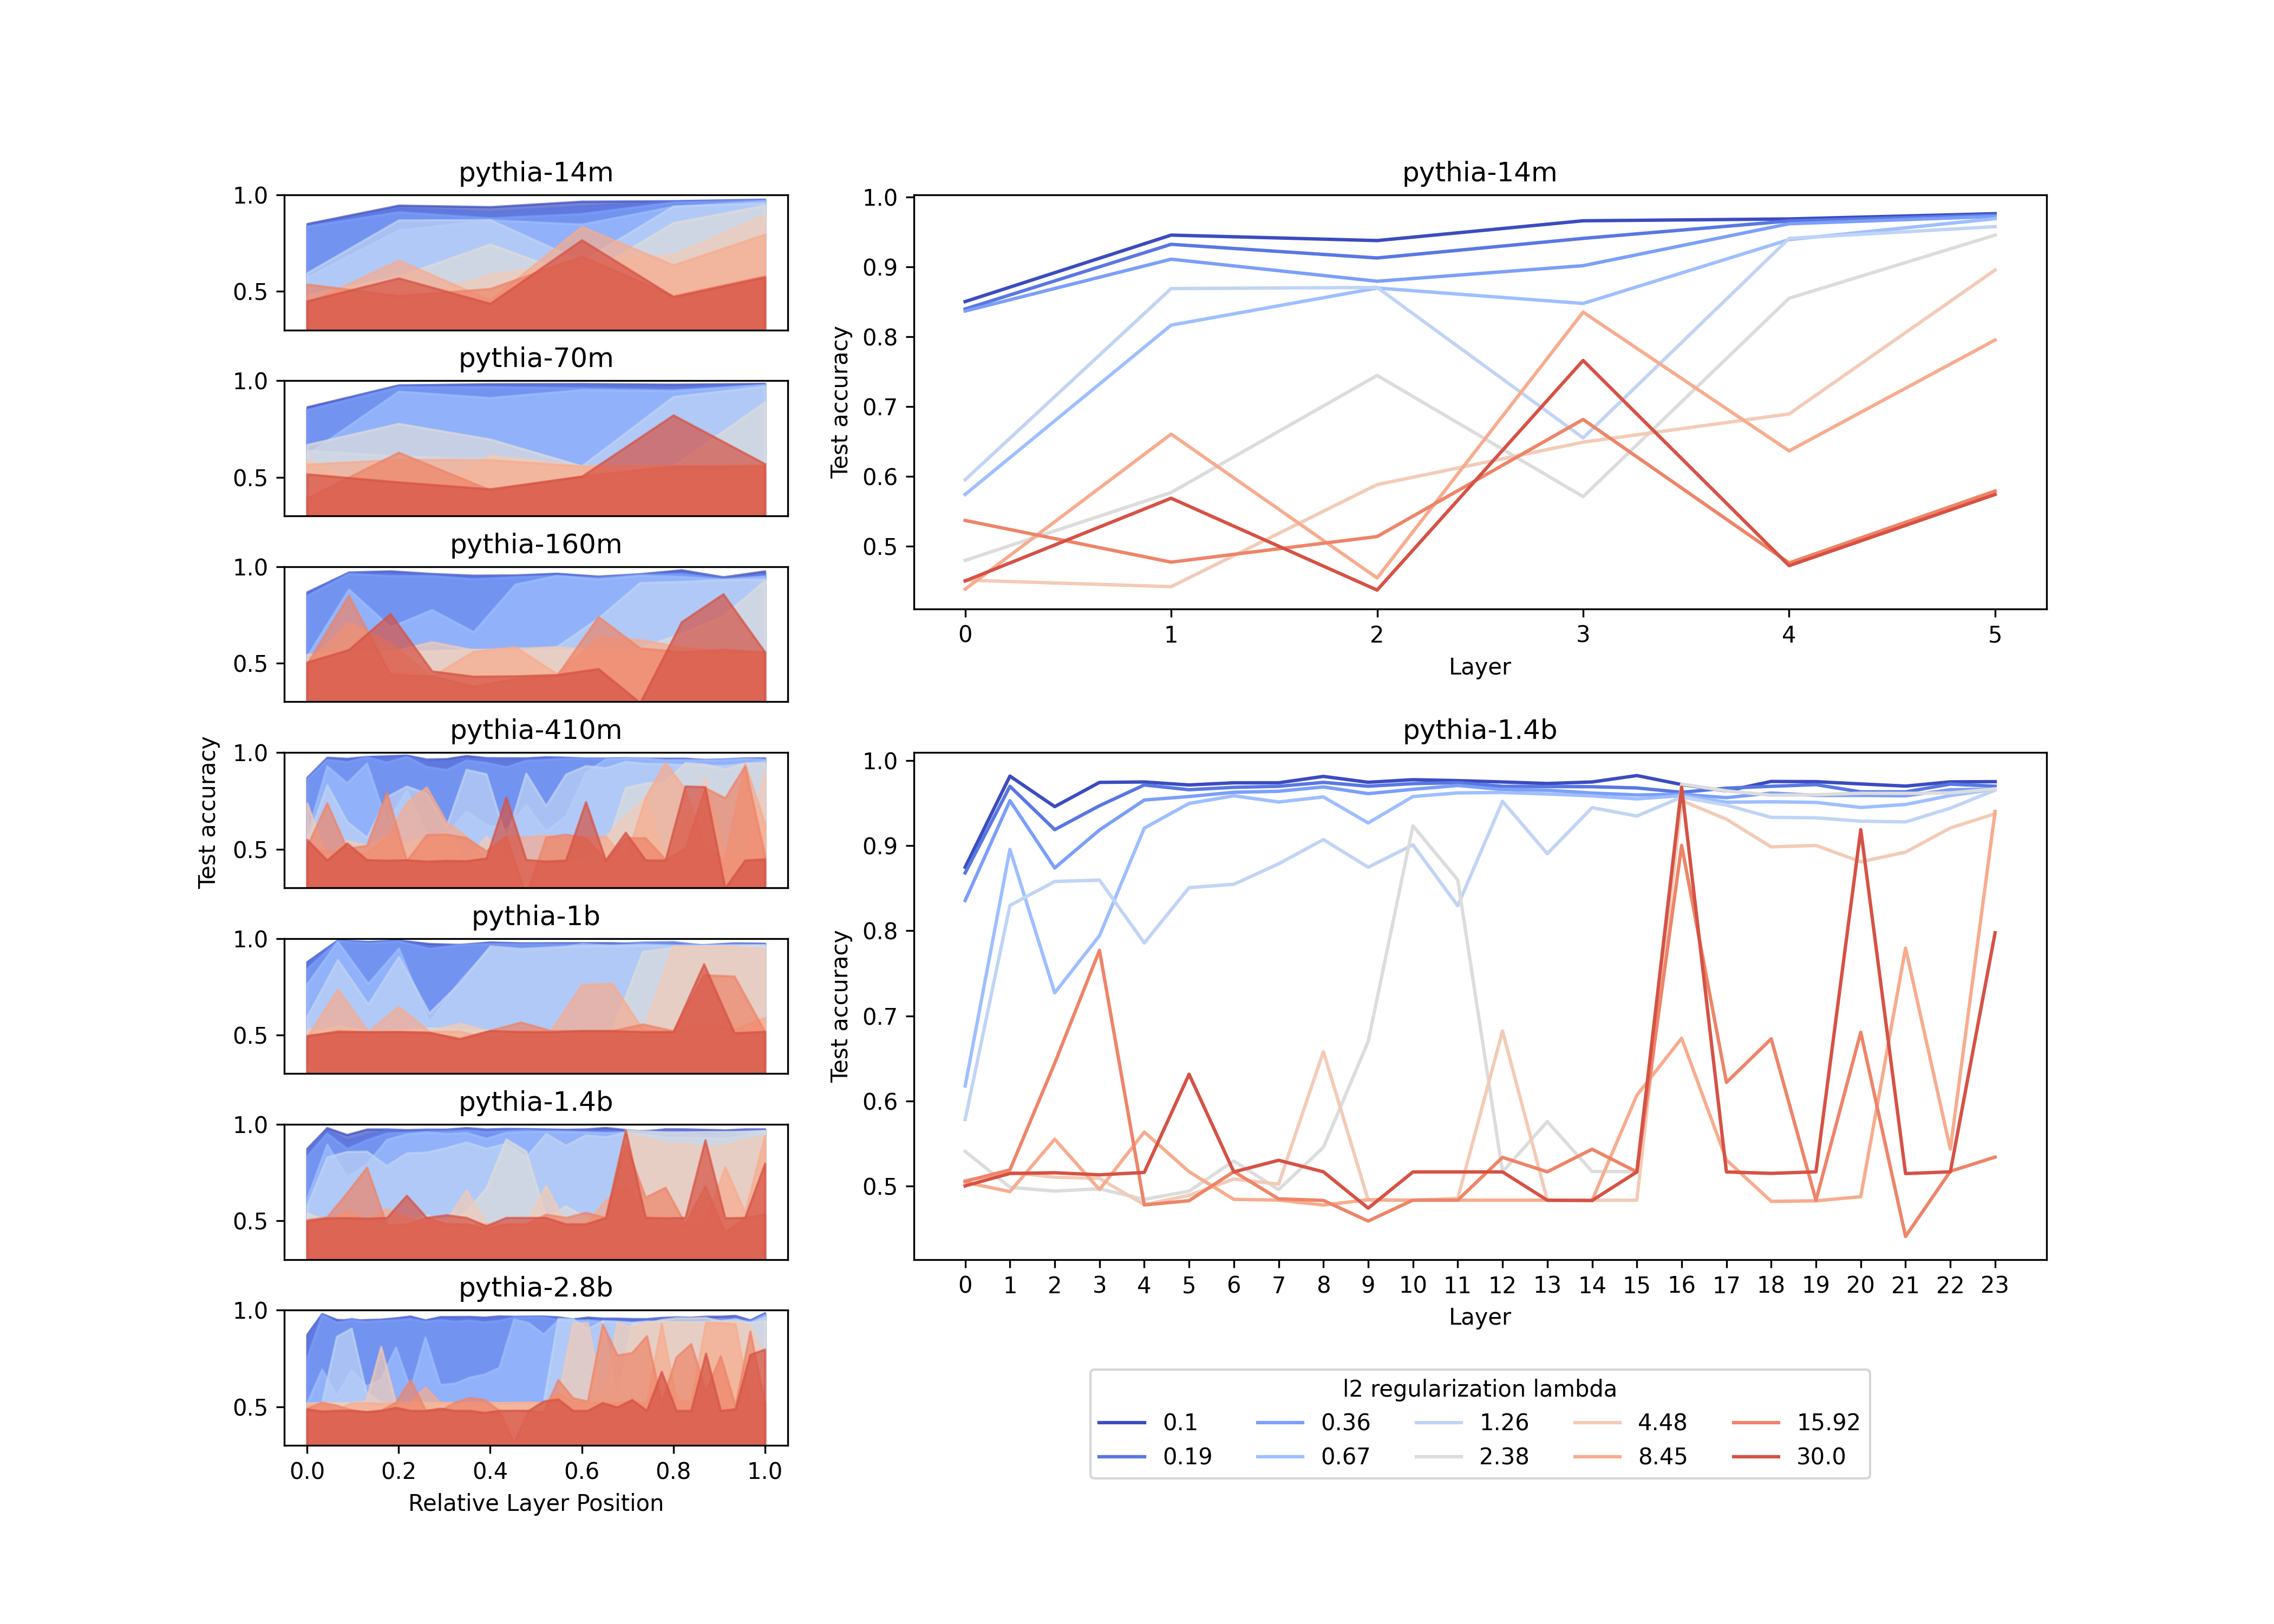 pythia-14m
1.0
0.5
pythia-70m
1.0
0.5
pythia-160m
1.0
0.5
pythia-410m
1.0
0.5
Test accuracy
pythia-1b
1.0
0.5
pythia-1.4b
1.0
0.5
pythia-2.8b
1.0
0.5
0.0 0.2 0.4 0.6 0.8 1.0
Relative Layer Position
pythia-14m
1.0
0.9
0.8
0.7
0.6
0.5
Test accuracy
0 1 2 3 4 5
Layer
pythia-1.4b
1.0
0.9
0.8
0.7
0.6
0.5
Test accuracy
0 1 2 3 4 5 6 7 8 9 10 11 12 13 14 15 16 17 18 19 20 21 22 23
Layer
l2 regularization lambda
0.1 0.36 1.26 4.48 15.92
0.19 0.67 2.38 8.45 30.0